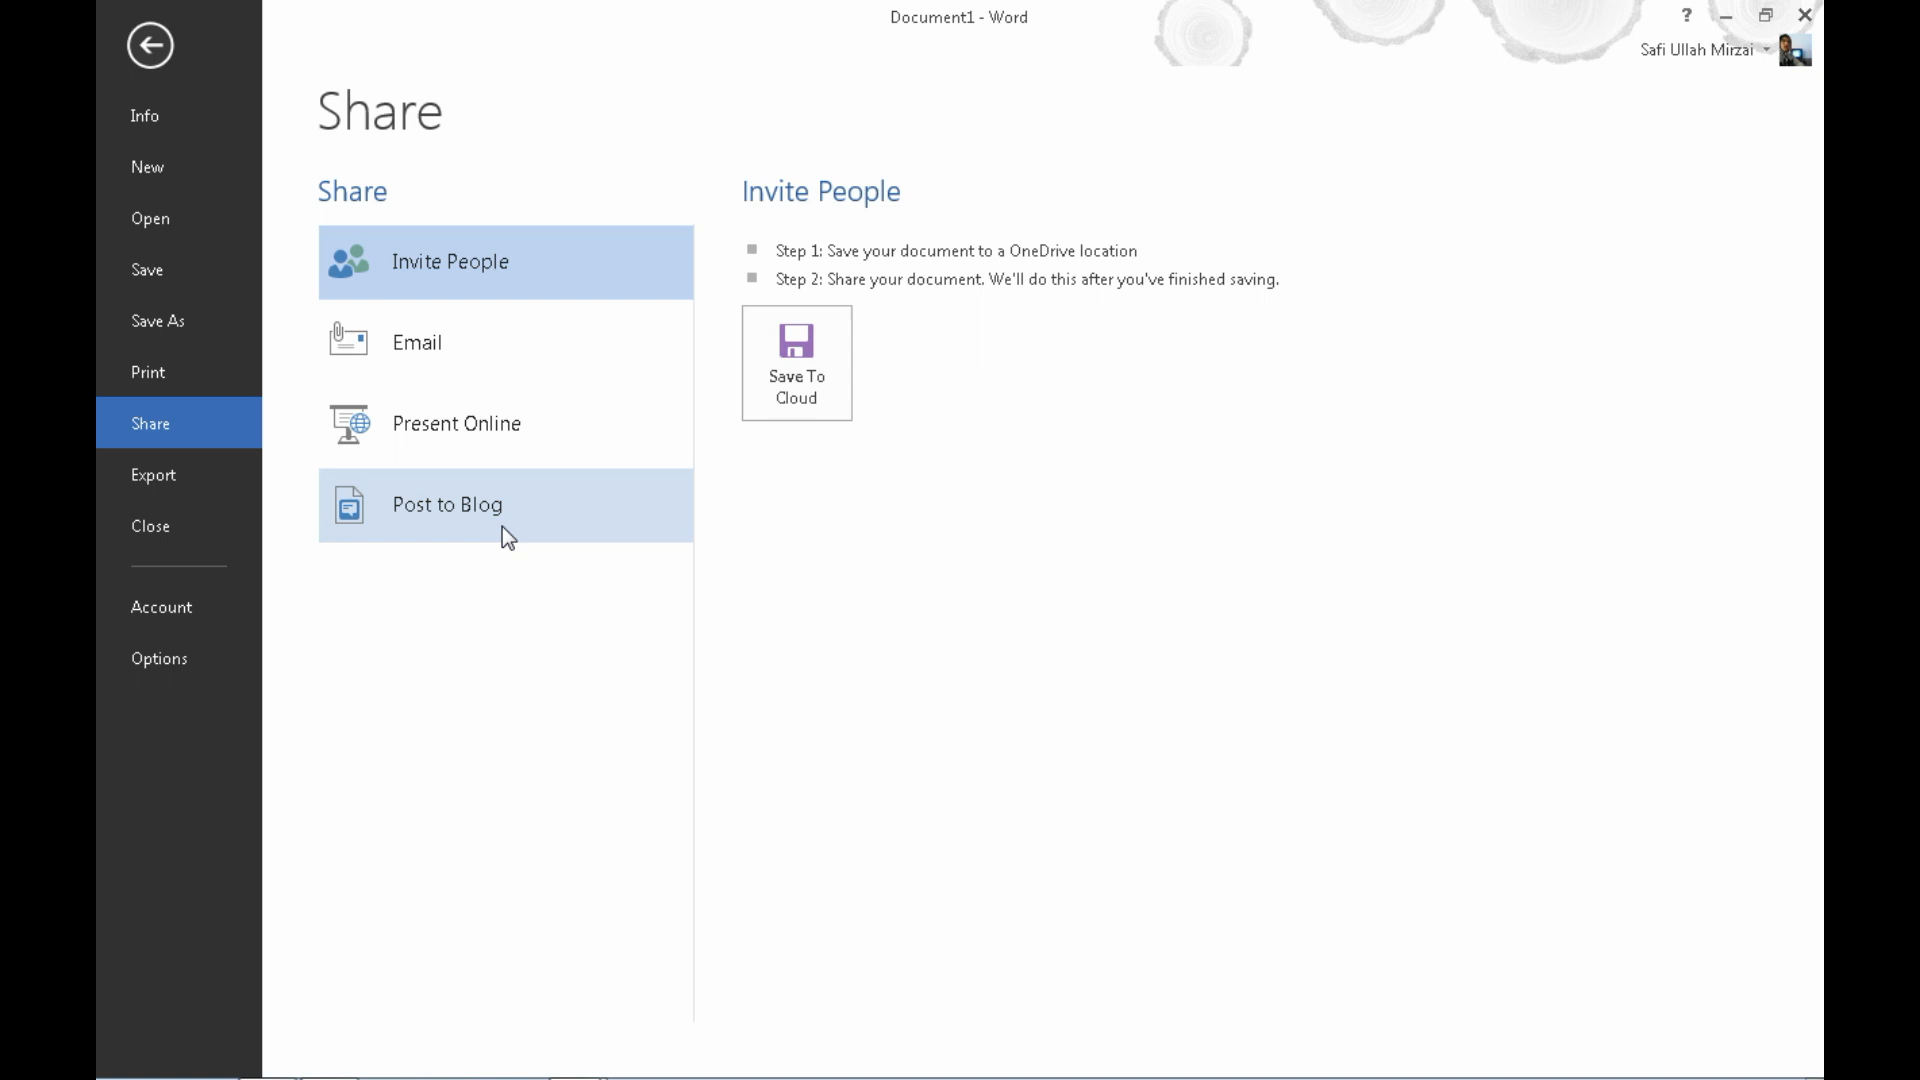 Document1 - Word
?
Safi Ullah Mirzai
Info
New
Open
Save
Save As
Print
Share
Export
Close
Account
Options
Share
Share
Invite People
Email
Present Online
Post to Blog
Invite People
Step 1: Save your document to a OneDrive location
Step 2: Share your document. We'll do this after you've finished saving.
Save To
Cloud